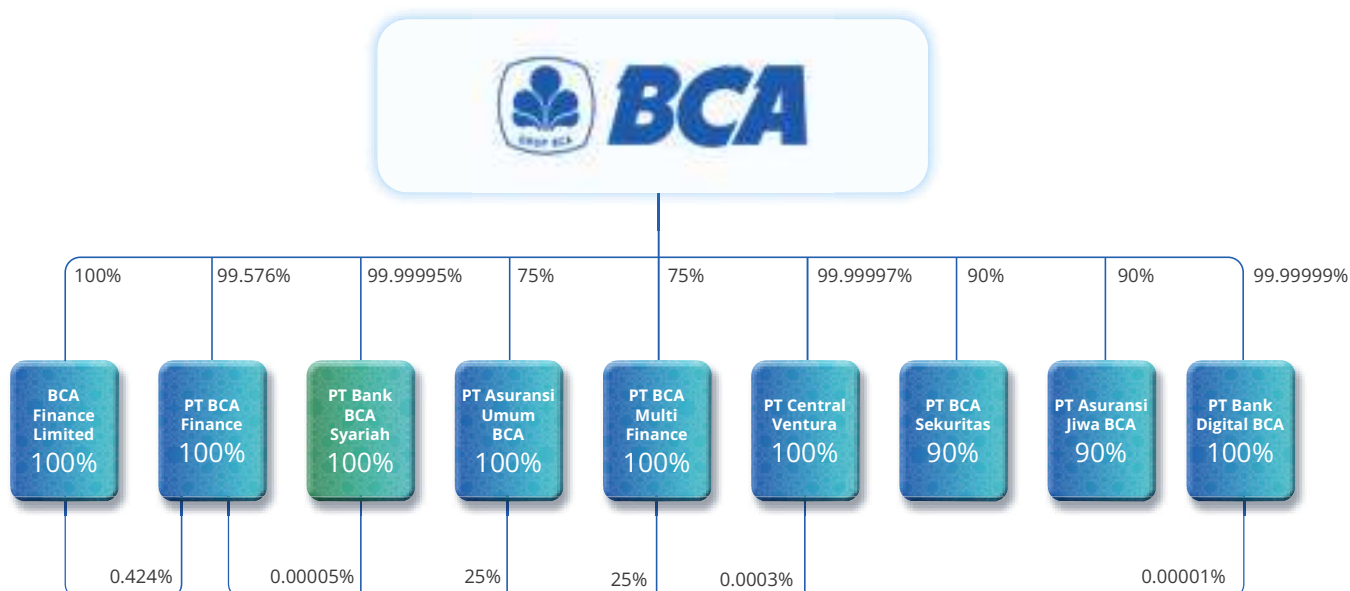 GRUP BCA
BCA
100%
99.576%
99.99995%
75%
75%
99.99997%
90%
90%
99.99999%
BCA
Finance
Limited
100%
PT BCA
Finance
100%
PT Bank
BCA
Syariah
100%
PT Asuransi
Umum
BCA
100%
PT BCA
Multi
Finance
100%
PT Central
Ventura
100%
PT BCA
Sekuritas
90%
PT Asuransi
Jiwa BCA
90%
PT Bank
Digital BCA
100%
0.424%
0.00005%
25%
25%
0.0003%
0.00001%